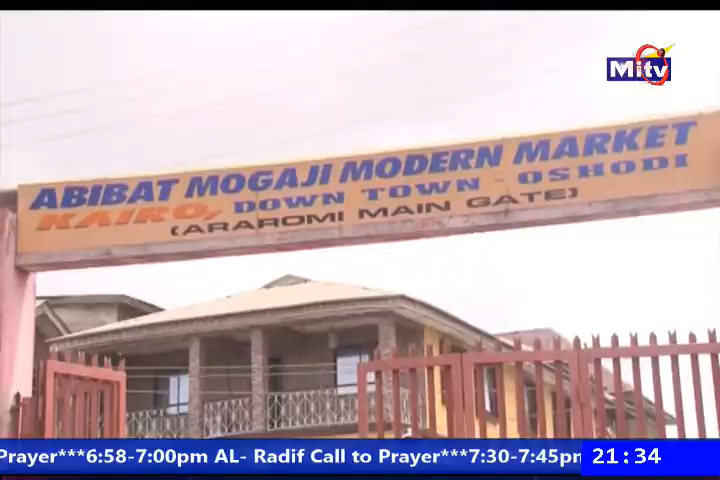 Mitv
ABIBAT MOGAJI MODERN MARKET
KAIRO, DOWN TOWN - OSHODI
(ARAROMI MAIN GATE)
Prayer***6:58-7:00pm AL- Radif Call to Prayer***7:30-7:45pm
21:34